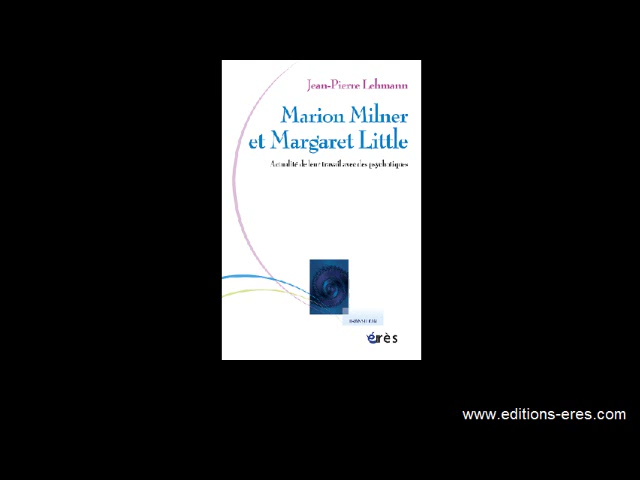 Jean-Pierre Lehmann
Marion Milner
et Margaret Little
Actualité de leur travail avec des psychotiques
érès
www.editions-eres.com